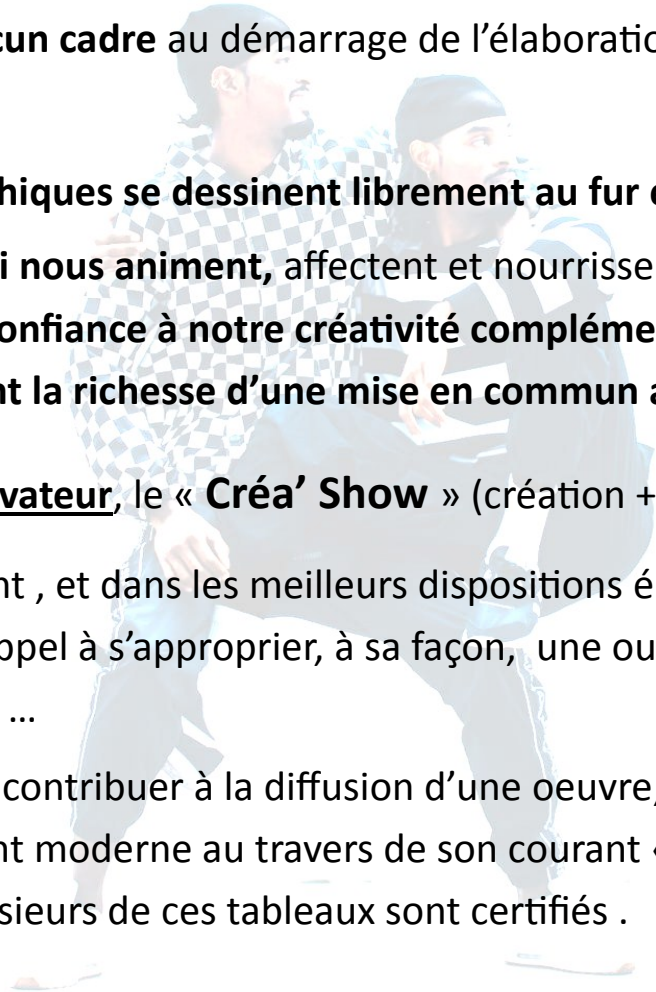 cun cadre au démarrage de l’élaboratio
hiques se dessinent librement au fur
i nous animent, affectent et nourrisse
onfiance à notre créativité compléme
nt la richesse d’une mise en commun a
vateur, le « Créa’ Show » (création +
nt , et dans les meilleurs dispositions é
ppel à s’approprier, à sa façon, une ou
...
contribuer à la diffusion d’une oeuvre,
nt moderne au travers de son courant «
sieurs de ces tableaux sont certifiés .